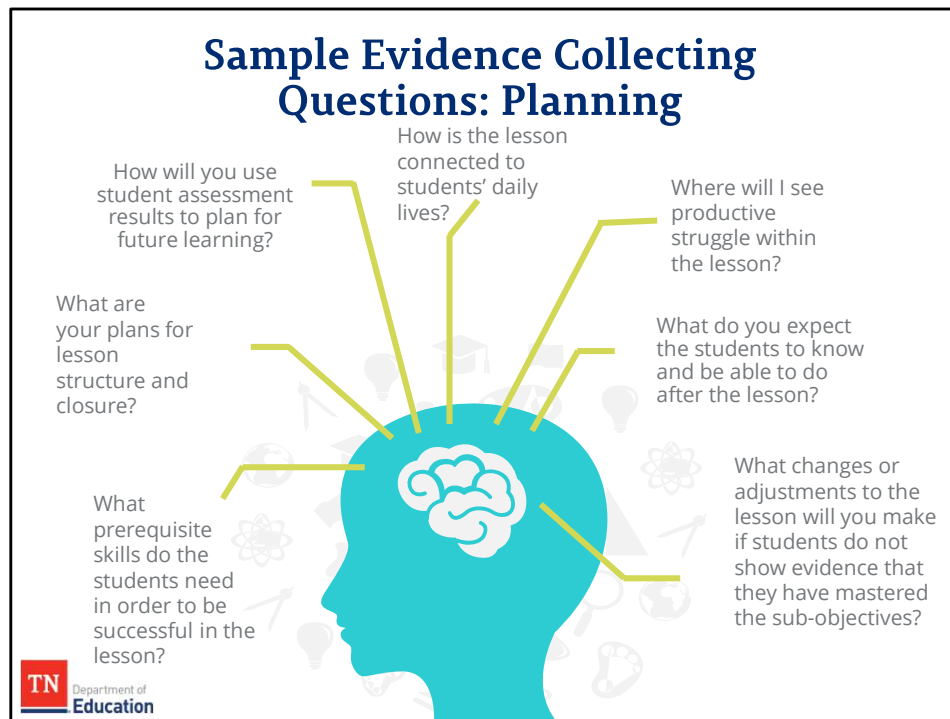 Sample Evidence Collecting
Questions: Planning
How will you use
student assessment
results to plan for
future learning?
How is the lesson
connected to
students’ daily
lives?
Where will I see
productive
struggle within
the lesson?
What are
your plans for
lesson
structure and
closure?
What do you expect
the students to know
and be able to do
after the lesson?
What
prerequisite
skills do the
students need
in order to be
successful in the
lesson?
What changes or
adjustments to the
lesson will you make
if students do not
show evidence that
they have mastered
the sub-objectives?
TN
Department of
Education